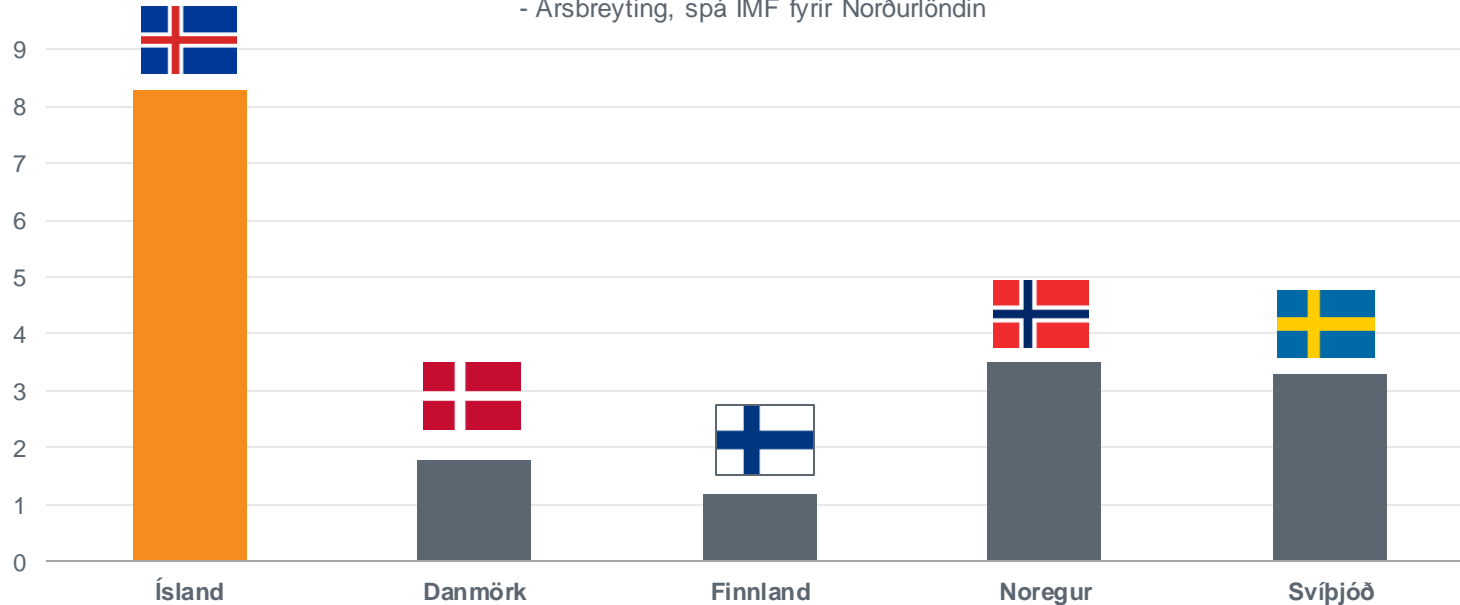 - Ársbreyting, spá IMF fyrir Norðurlöndin
9
8
7
6
5
4
3
2
1
0
Ísland
Danmörk
Finnland
Noregur
Svíþjóð